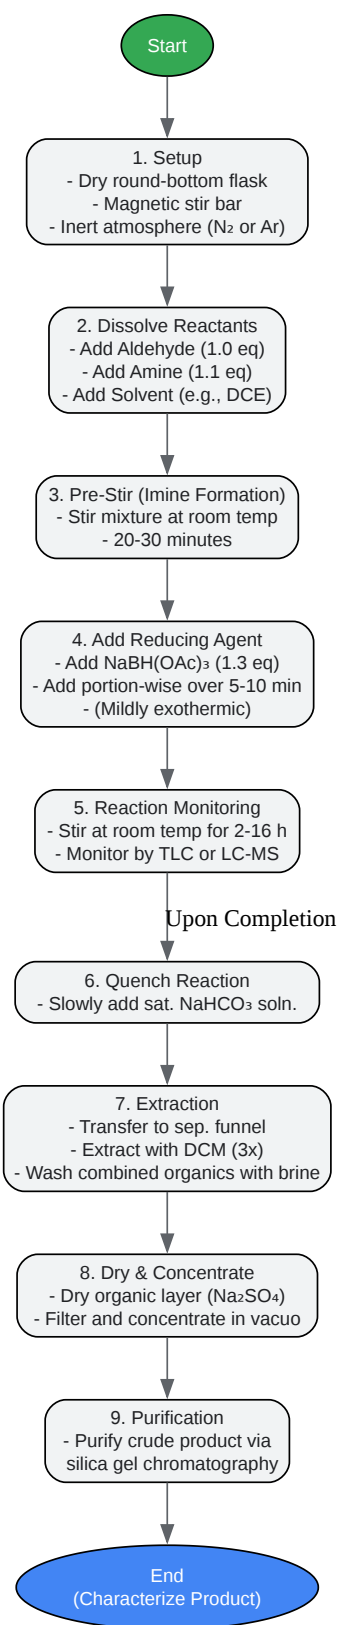 Start
1. Setup
- Dry round-bottom flask
- Magnetic stir bar
- Inert atmosphere (N₂ or Ar)
2. Dissolve Reactants
- Add Aldehyde (1.0 eq)
- Add Amine (1.1 eq)
- Add Solvent (e.g., DCE)
3. Pre-Stir (Imine Formation)
- Stir mixture at room temp
- 20-30 minutes
4. Add Reducing Agent
- Add NaBH(OAc)₃ (1.3 eq)
- Add portion-wise over 5-10 min
- (Mildly exothermic)
5. Reaction Monitoring
- Stir at room temp for 2-16 h
- Monitor by TLC or LC-MS
Upon Completion
6. Quench Reaction
- Slowly add sat. NaHCO₃ soln.
7. Extraction
- Transfer to sep. funnel
- Extract with DCM (3x)
- Wash combined organics with brine
8. Dry & Concentrate
- Dry organic layer (Na₂SO₄)
- Filter and concentrate in vacuo
9. Purification
- Purify crude product via
silica gel chromatography
End
(Characterize Product)